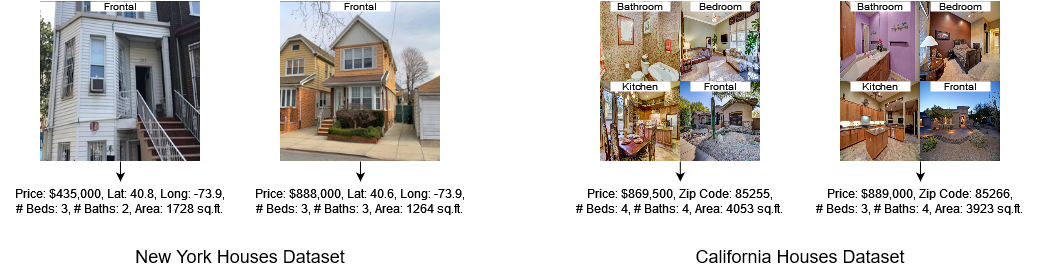 Frontal
Price: $435,000, Lat: 40.8, Long: -73.9,
# Beds: 3, # Baths: 2, Area: 1728 sq.ft.
Frontal
Price: $888,000, Lat: 40.6, Long: -73.9,
# Beds: 3, # Baths: 3, Area: 1264 sq.ft.
New York Houses Dataset
Bathroom
Bedroom
Kitchen
Frontal
Price: $869,500, Zip Code: 85255,
# Beds: 4, # Baths: 4, Area: 4053 sq.ft.
Bathroom
Bedroom
Kitchen
Frontal
Price: $889,000, Zip Code: 85266,
# Beds: 3, # Baths: 4, Area: 3923 sq.ft.
California Houses Dataset